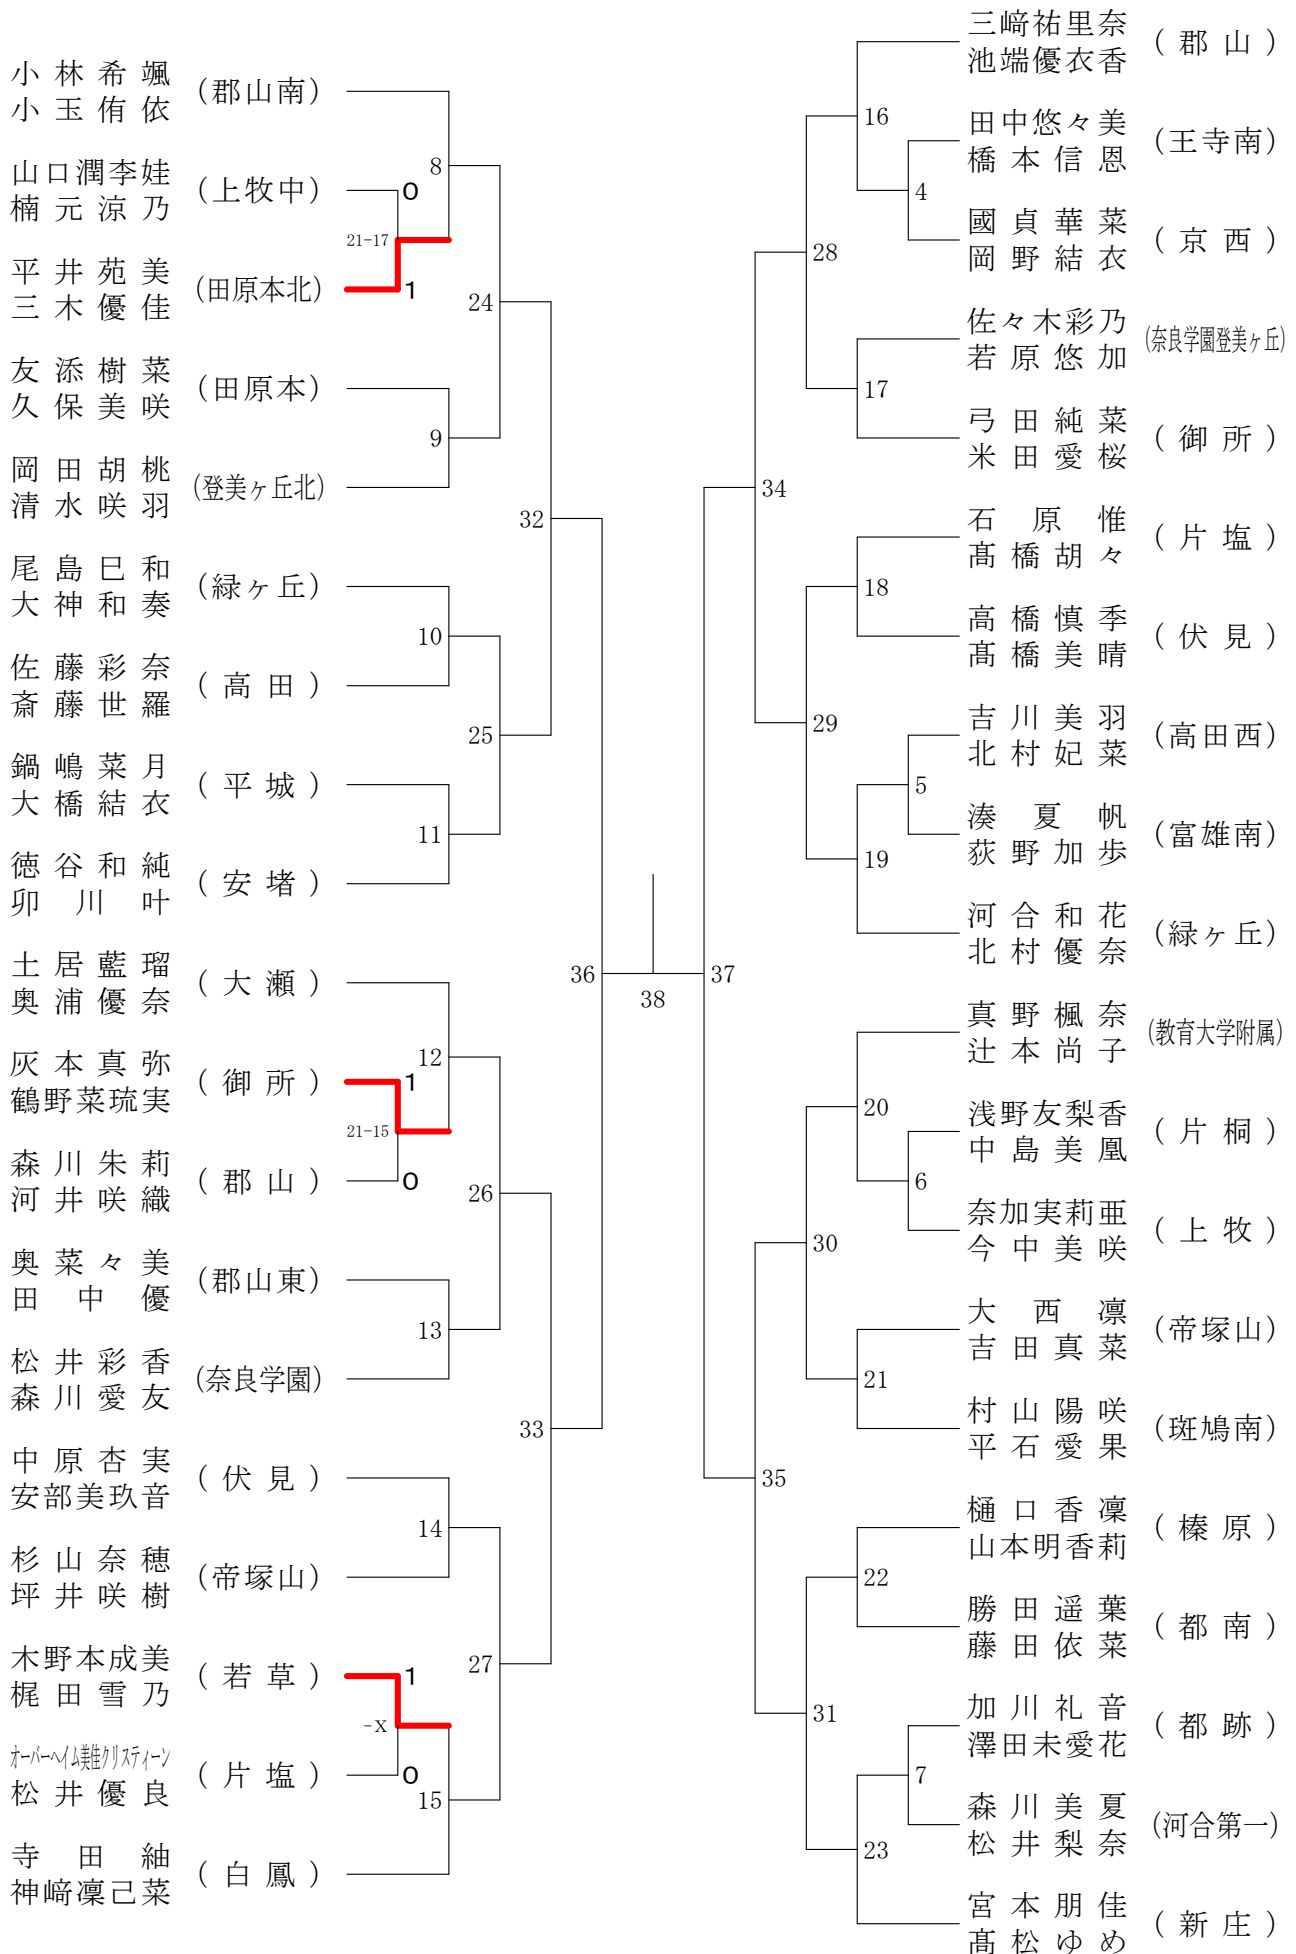 小林希颯
小玉侑依
(郡山南)
山口潤李娃
楠元涼乃
(上牧中)
0
8
21-17
平井苑美
三木優佳
(田原本北)
1
24
友添樹菜
久保美咲
(田原本)
9
岡田胡桃
清水咲羽
(登美ヶ丘北)
32
尾島巳和
大神和奏
(緑ヶ丘)
10
佐藤彩奈
斎藤世羅
(高田)
25
鍋嶋菜月
大橋結衣
(平城)
11
徳谷和純
卯川叶
(安堵)
土居藍瑠
奥浦優奈
(大瀬)
36
38
37
12
灰本真弥
鶴野菜琉実
(御所)
1
21-15
森川朱莉
河井咲織
(郡山)
0
26
奥菜々美
田中優
(郡山東)
13
松井彩香
森川愛友
(奈良学園)
33
中原杏実
安部美玖音
(伏見)
14
杉山奈穂
坪井咲樹
(帝塚山)
木野本成美
梶田雪乃
(若草)
1
27
-X
オーバーヘイム美佳クリスティーン
松井優良
(片塩)
0
15
寺田紬
神﨑凜己菜
(白鳳)
三﨑祐里奈
池端優衣香
(郡山)
16
田中悠々美
橋本信恩
(王寺南)
4
國貞華菜
岡野結衣
(京西)
28
佐々木彩乃
若原悠加
(奈良学園登美ヶ丘)
17
弓田純菜
米田愛桜
(御所)
34
石原惟
髙橋胡々
(片塩)
18
高橋慎季
髙橋美晴
(伏見)
29
吉川美羽
北村妃菜
(高田西)
5
湊夏帆
荻野加歩
(富雄南)
19
河合和花
北村優奈
(緑ヶ丘)
真野楓奈
辻本尚子
(教育大学附属)
20
浅野友梨香
中島美凰
(片桐)
6
奈加実莉亜
今中美咲
(上牧)
30
大西凛
吉田真菜
(帝塚山)
21
村山陽咲
平石愛果
(斑鳩南)
35
樋口香凜
山本明香莉
(榛原)
22
勝田遥葉
藤田依菜
(都南)
31
加川礼音
澤田未愛花
(都跡)
7
森川美夏
松井梨奈
(河合第一)
23
宮本朋佳
髙松ゆめ
(新庄)